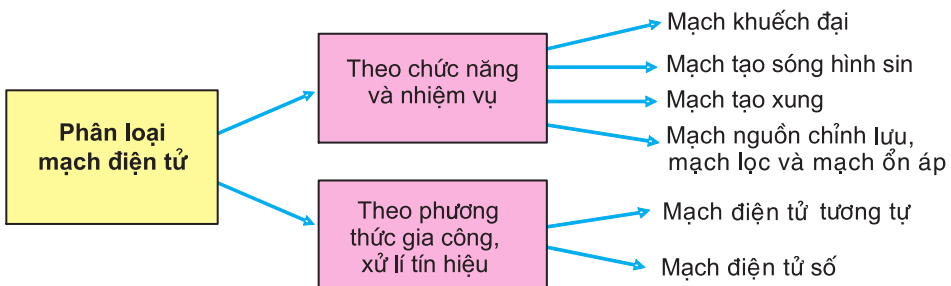 Phân loại
mạch điện tử
Theo chức năng
và nhiệm vụ
Mạch khuếch đại
Mạch tạo sóng hình sin
Mạch tạo xung
Mạch nguồn chỉnh lưu,
mạch lọc và mạch ổn áp
Theo phương
thức gia công,
xử lí tín hiệu
Mạch điện tử tương tự
Mạch điện tử số